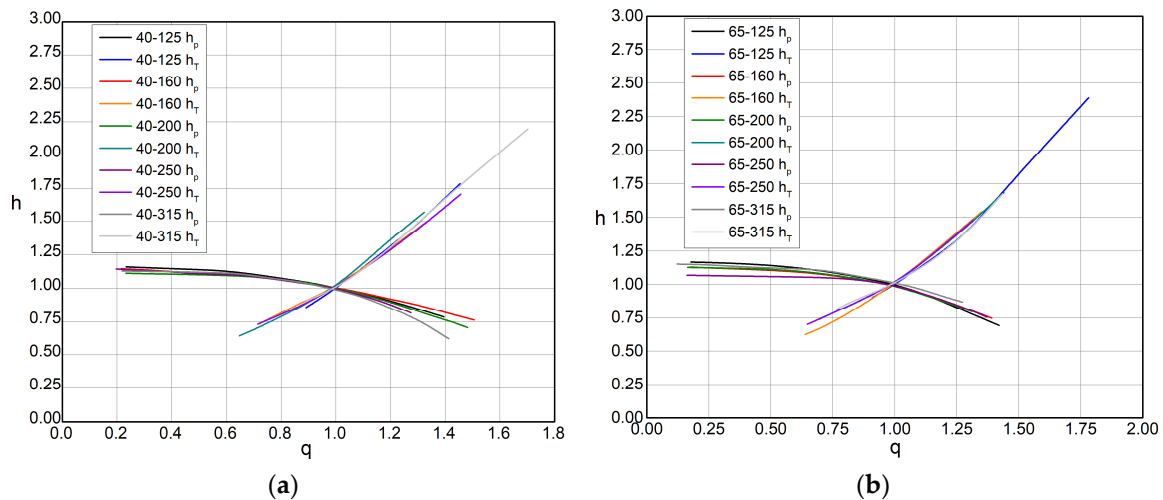 3.00
2.75
2.50
2.25
2.00
1.75
1.50
1.25
1.00
0.75
0.50
0.25
0.00
h
40-125 hp
40-125 hT
40-160 hp
40-160 hT
40-200 hp
40-200 hT
40-250 hp
40-250 hT
40-315 hp
40-315 hT
0.0 0.2 0.4 0.6 0.8 1.0 1.2 1.4 1.6 1.8
q
(a)
3.00
2.75
2.50
2.25
2.00
1.75
1.50
1.25
1.00
0.75
0.50
0.25
0.00
h
65-125 hp
65-125 hT
65-160 hp
65-160 hT
65-200 hp
65-200 hT
65-250 hp
65-250 hT
65-315 hp
65-315 hT
0.00 0.25 0.50 0.75 1.00 1.25 1.50 1.75 2.00
q
(b)